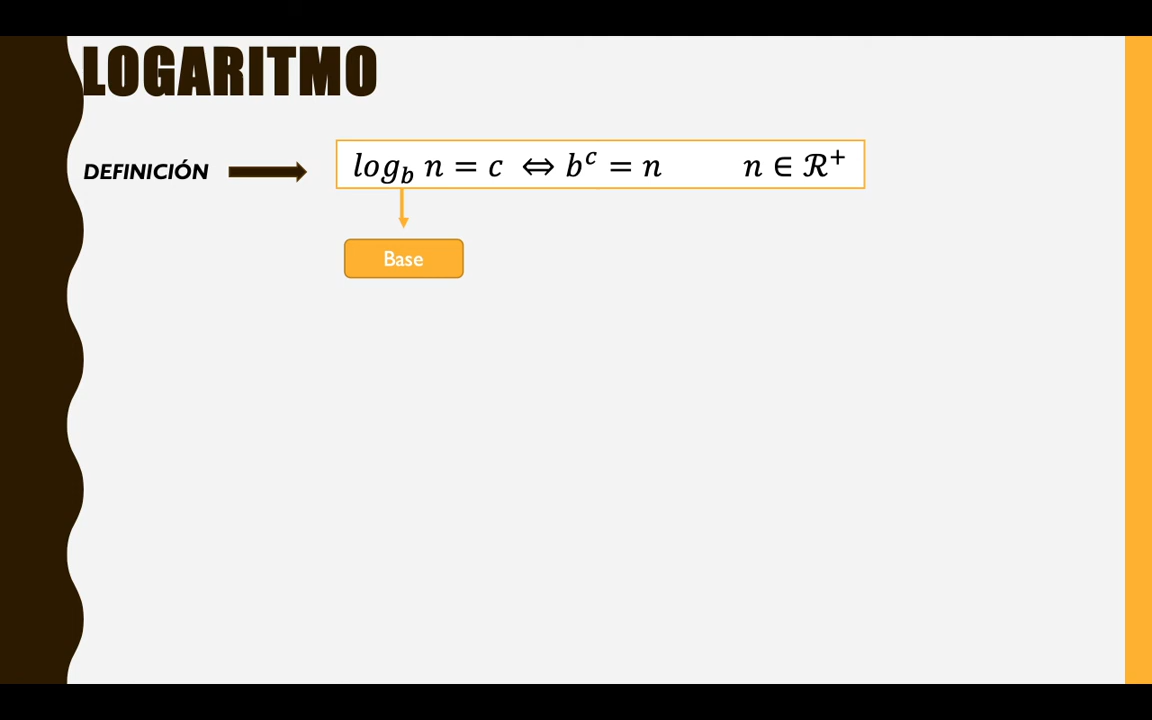 LOGARITMO
DEFINICIÓN
log_b n = c ⇔ b^c = n n ∈ ℛ^+
Base